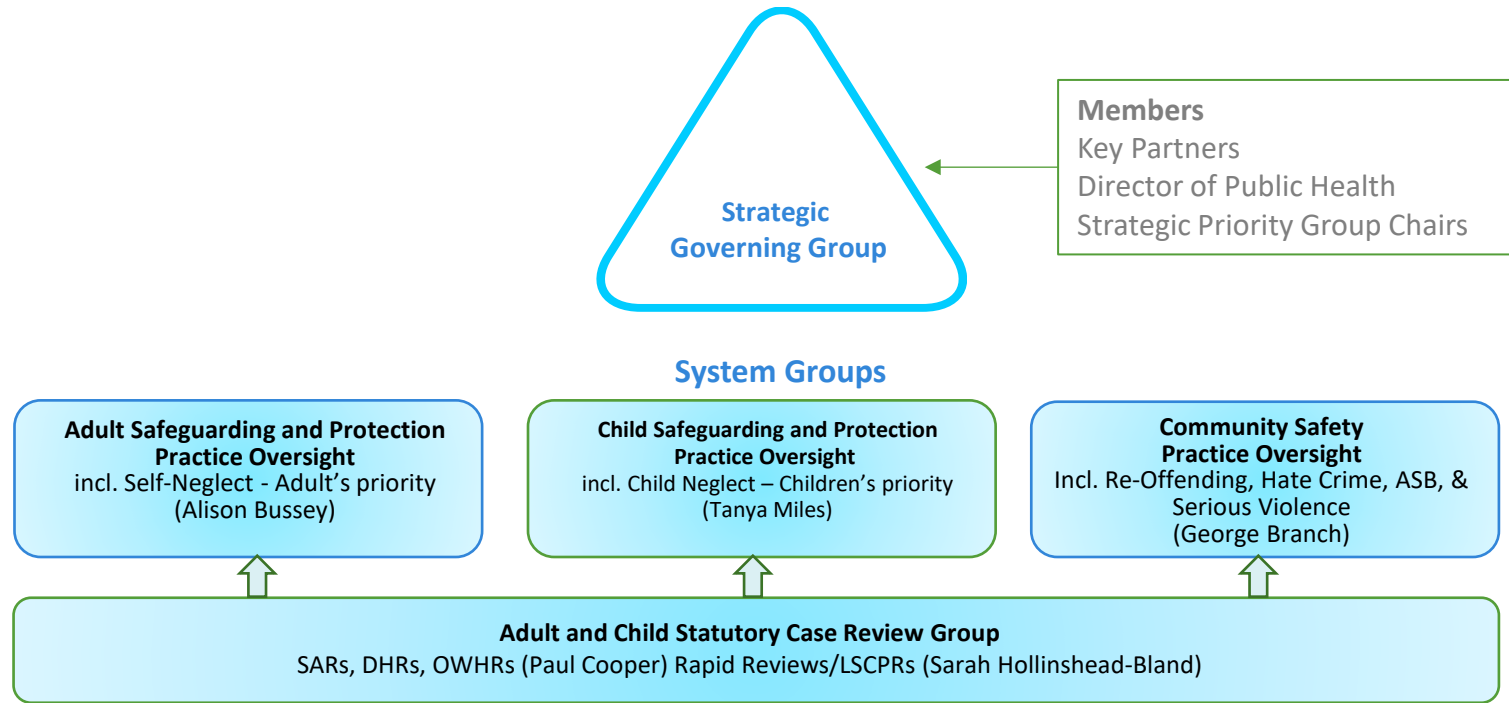 Strategic
Governing Group
Members
Key Partners
Director of Public Health
Strategic Priority Group Chairs
System Groups
Adult Safeguarding and Protection
Practice Oversight
incl. Self-Neglect - Adult’s priority
(Alison Bussey)
Child Safeguarding and Protection
Practice Oversight
incl. Child Neglect – Children’s priority
(Tanya Miles)
Community Safety
Practice Oversight
Incl. Re-Offending, Hate Crime, ASB, &
Serious Violence
(George Branch)
Adult and Child Statutory Case Review Group
SARs, DHRs, OWHRs (Paul Cooper) Rapid Reviews/LSCPRs (Sarah Hollinshead-Bland)